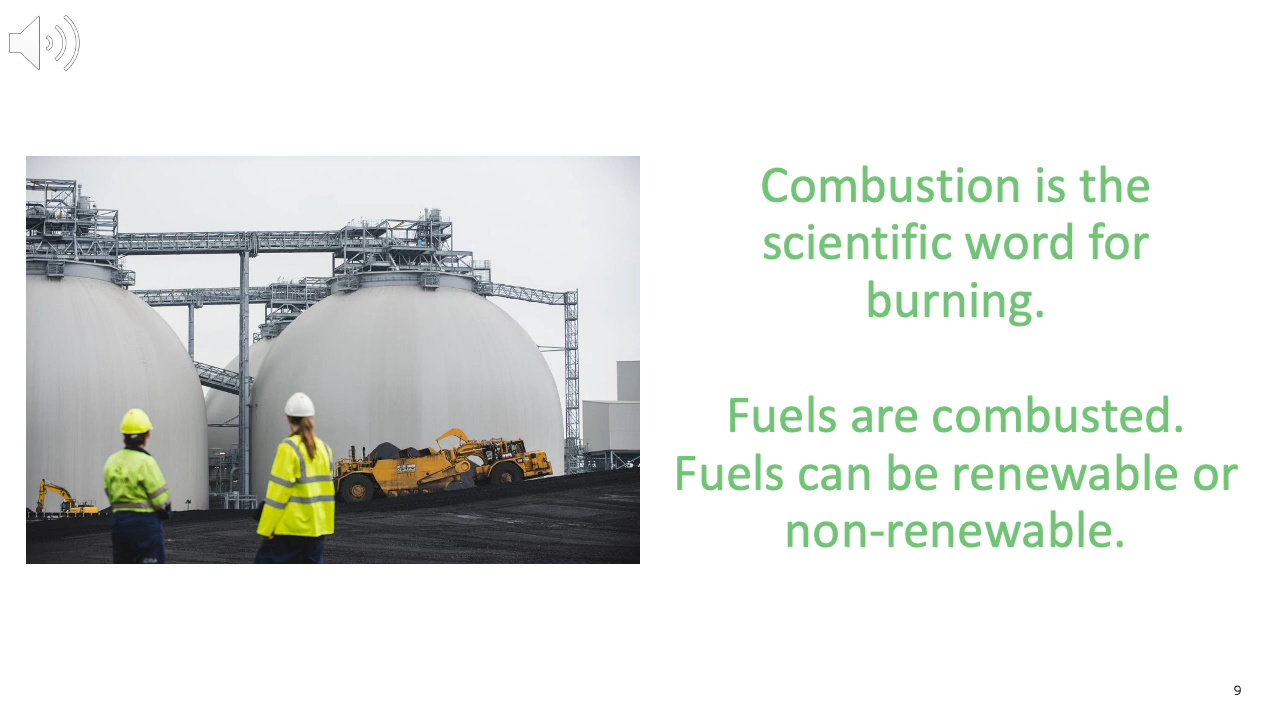 Combustion is the
scientific word for
burning.
Fuels are combusted.
Fuels can be renewable or
non-renewable.
9